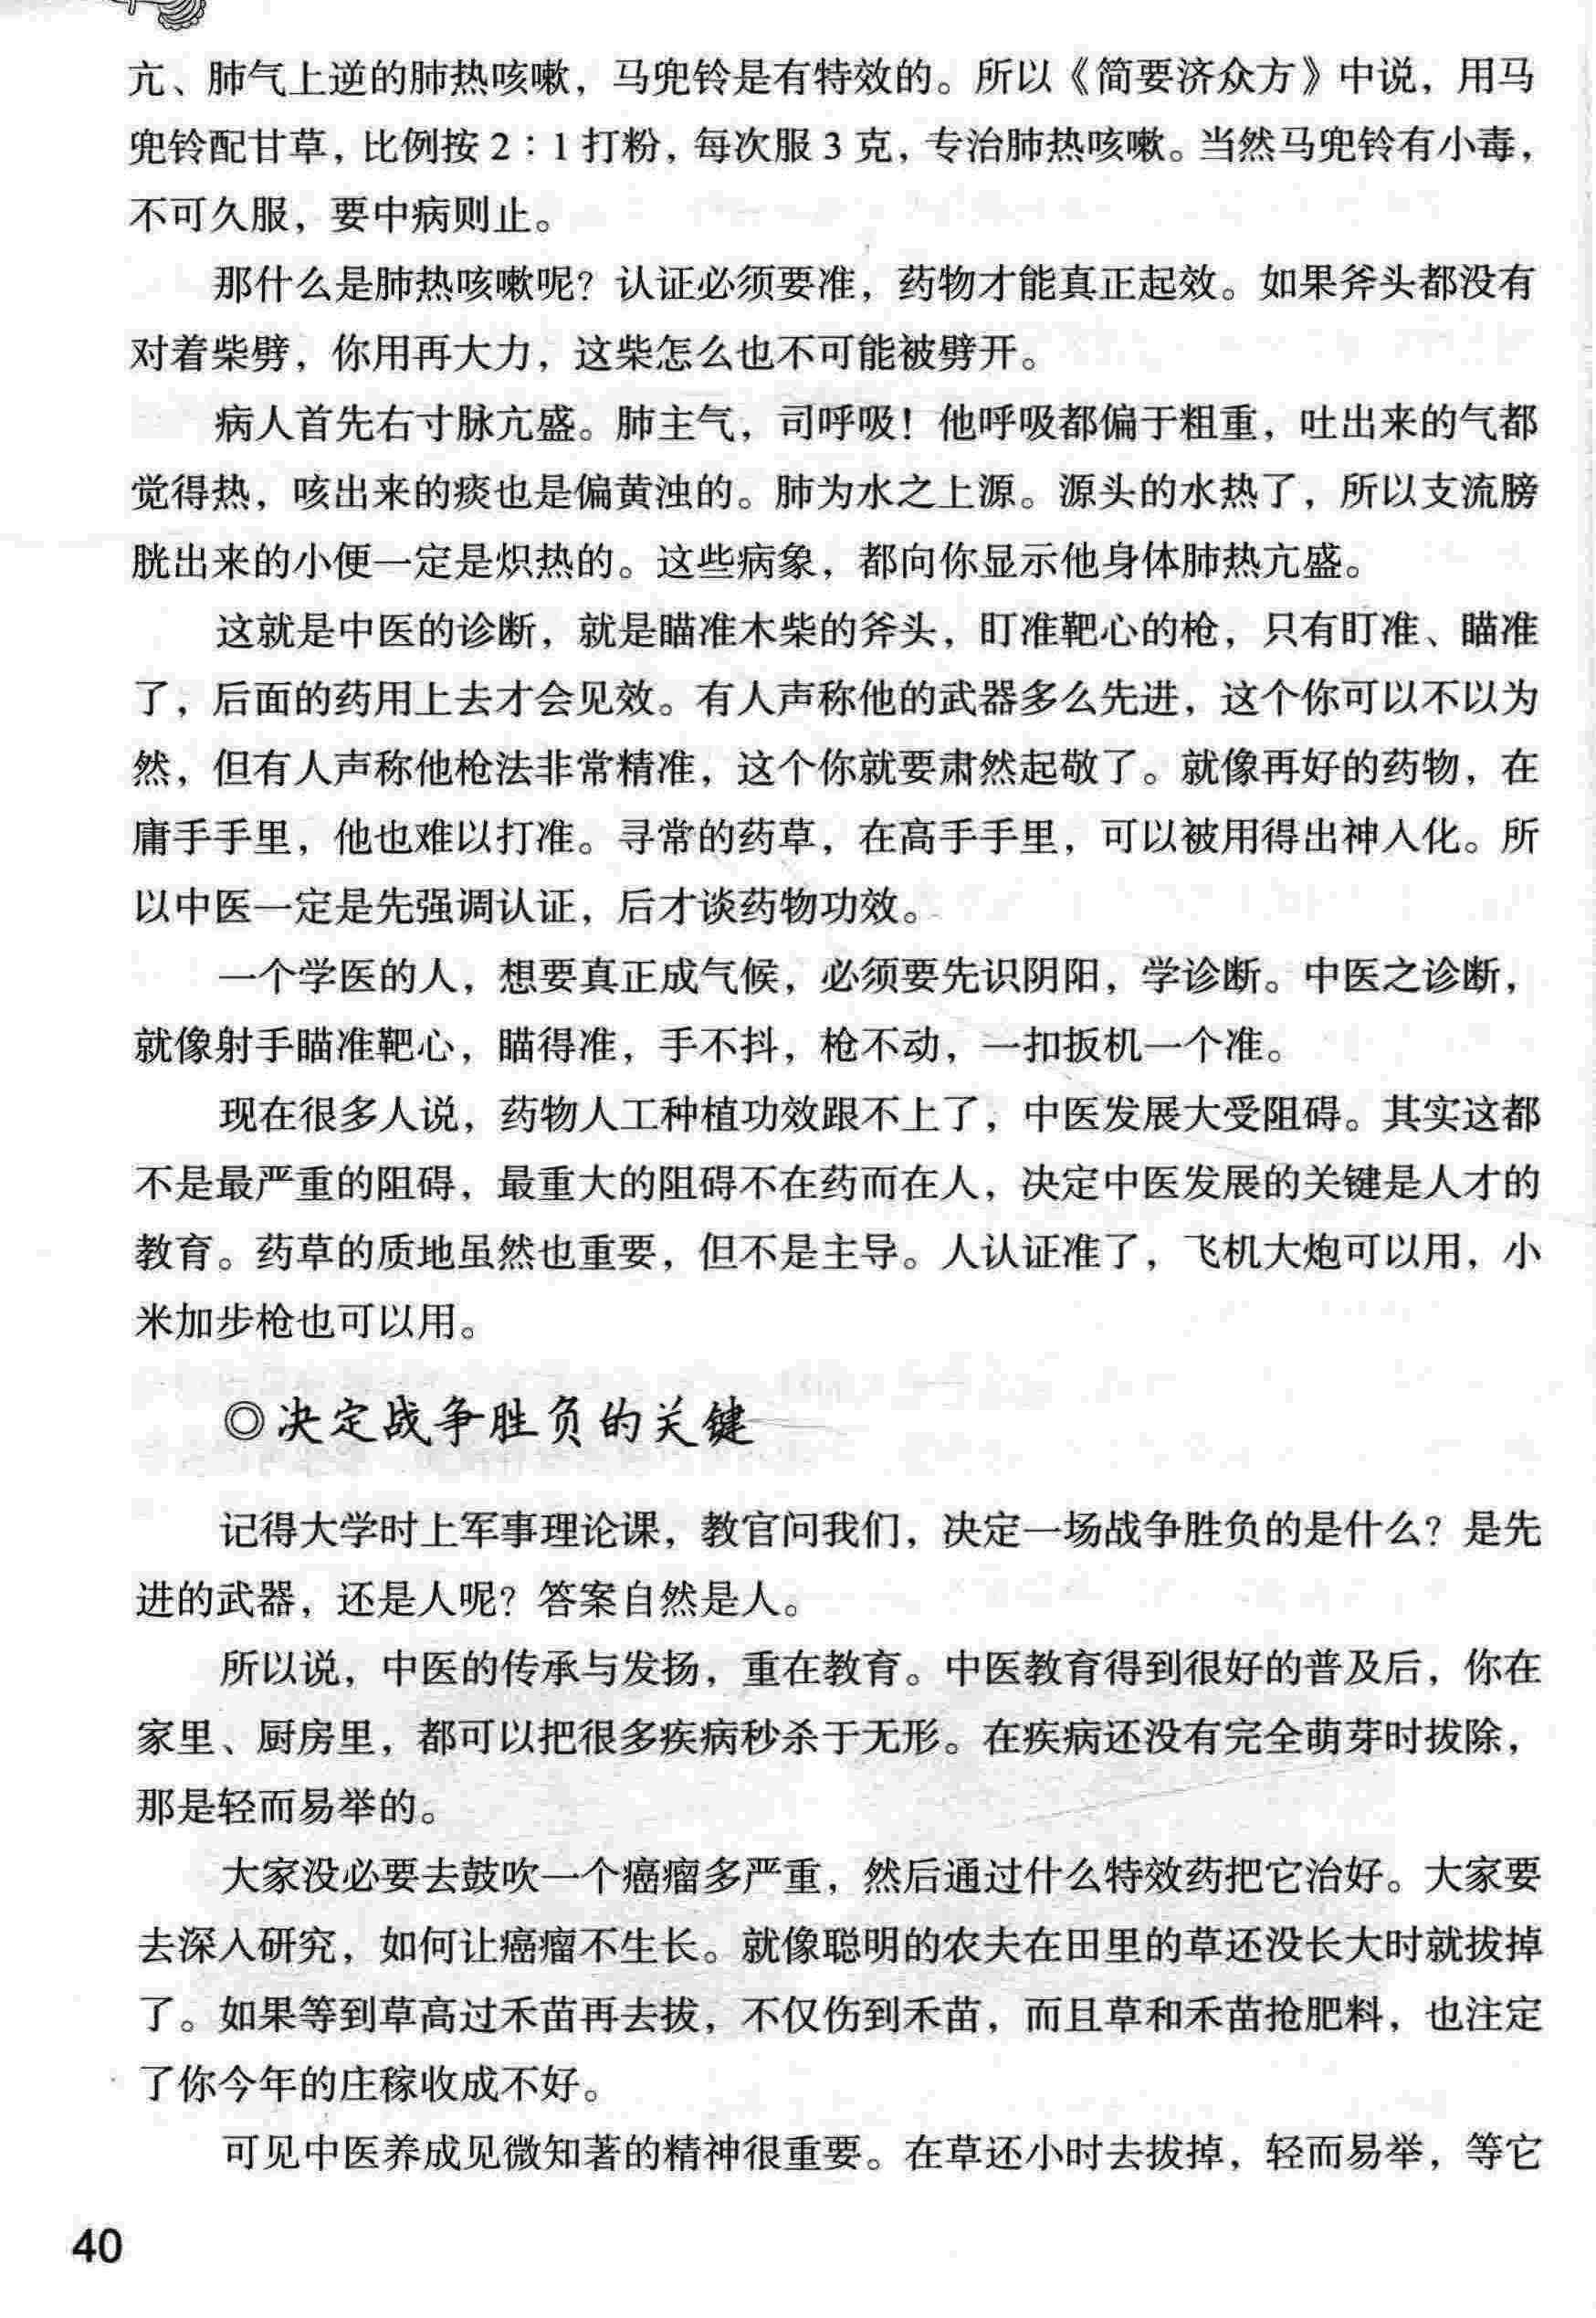 亢、肺气上逆的肺热咳嗽，马兜铃是有特效的。所以《简要济众方》中说，用马
兜铃配甘草，比例按2：1打粉，每次服3克，专治肺热咳嗽。当然马兜铃有小毒，
不可久服，要中病则止。
那什么是肺热咳嗽呢？认证必须要准，药物才能真正起效。如果斧头都没有
对着柴劈，你用再大力，这柴怎么也不可能被劈开。
病人首先右寸脉亢盛。肺主气，司呼吸！他呼吸都偏于粗重，吐出来的气都
觉得热，咳出来的痰也是偏黄浊的。肺为水之上源。源头的水热了，所以支流膀
胱出来的小便一定是炽热的。这些病象，都向你显示他身体肺热亢盛。
这就是中医的诊断，就是瞄准木柴的斧头，盯准靶心的枪，只有盯准、瞄准
了，后面的药用上去才会见效。有人声称他的武器多么先进，这个你可以不以为
然，但有人声称他枪法非常精准，这个你就要肃然起敬了。就像再好的药物，在
庸手手里，他也难以打准。寻常的药草，在高手手里，可以被用得出神入化。所
以中医一定是先强调认证，后才谈药物功效。
一个学医的人，想要真正成气候，必须要先识阴阳，学诊断。中医之诊断，
就像射手瞄准靶心，瞄得准，手不抖，枪不动，一扣扳机一个准。
现在很多人说，药物人工种植功效跟不上了，中医发展大受阻碍。其实这都
不是最严重的阻碍，最重大的阻碍不在药而在人，决定中医发展的关键是人才的
教育。药草的质地虽然也重要，但不是主导。人认证准了，飞机大炮可以用，小
米加步枪也可以用。
◎决定战争胜负的关键
记得大学时上军事理论课，教官问我们，决定一场战争胜负的是什么？是先
进的武器，还是人呢？答案自然是人。
所以说，中医的传承与发扬，重在教育。中医教育得到很好的普及后，你在
家里、厨房里，都可以把很多疾病秒杀于无形。在疾病还没有完全萌芽时拔除，
那是轻而易举的。
大家没必要去鼓吹一个癌瘤多严重，然后通过什么特效药把它治好。大家要
去深入研究，如何让癌瘤不生长。就像聪明的农夫在田里的草还没长大时就拔掉
了。如果等到草高过禾苗再去拔，不仅伤到禾苗，而且草和禾苗抢肥料，也注定
了你今年的庄稼收成不好。
可见中医养成见微知著的精神很重要。在草还小时去拔掉，轻而易举，等它
40